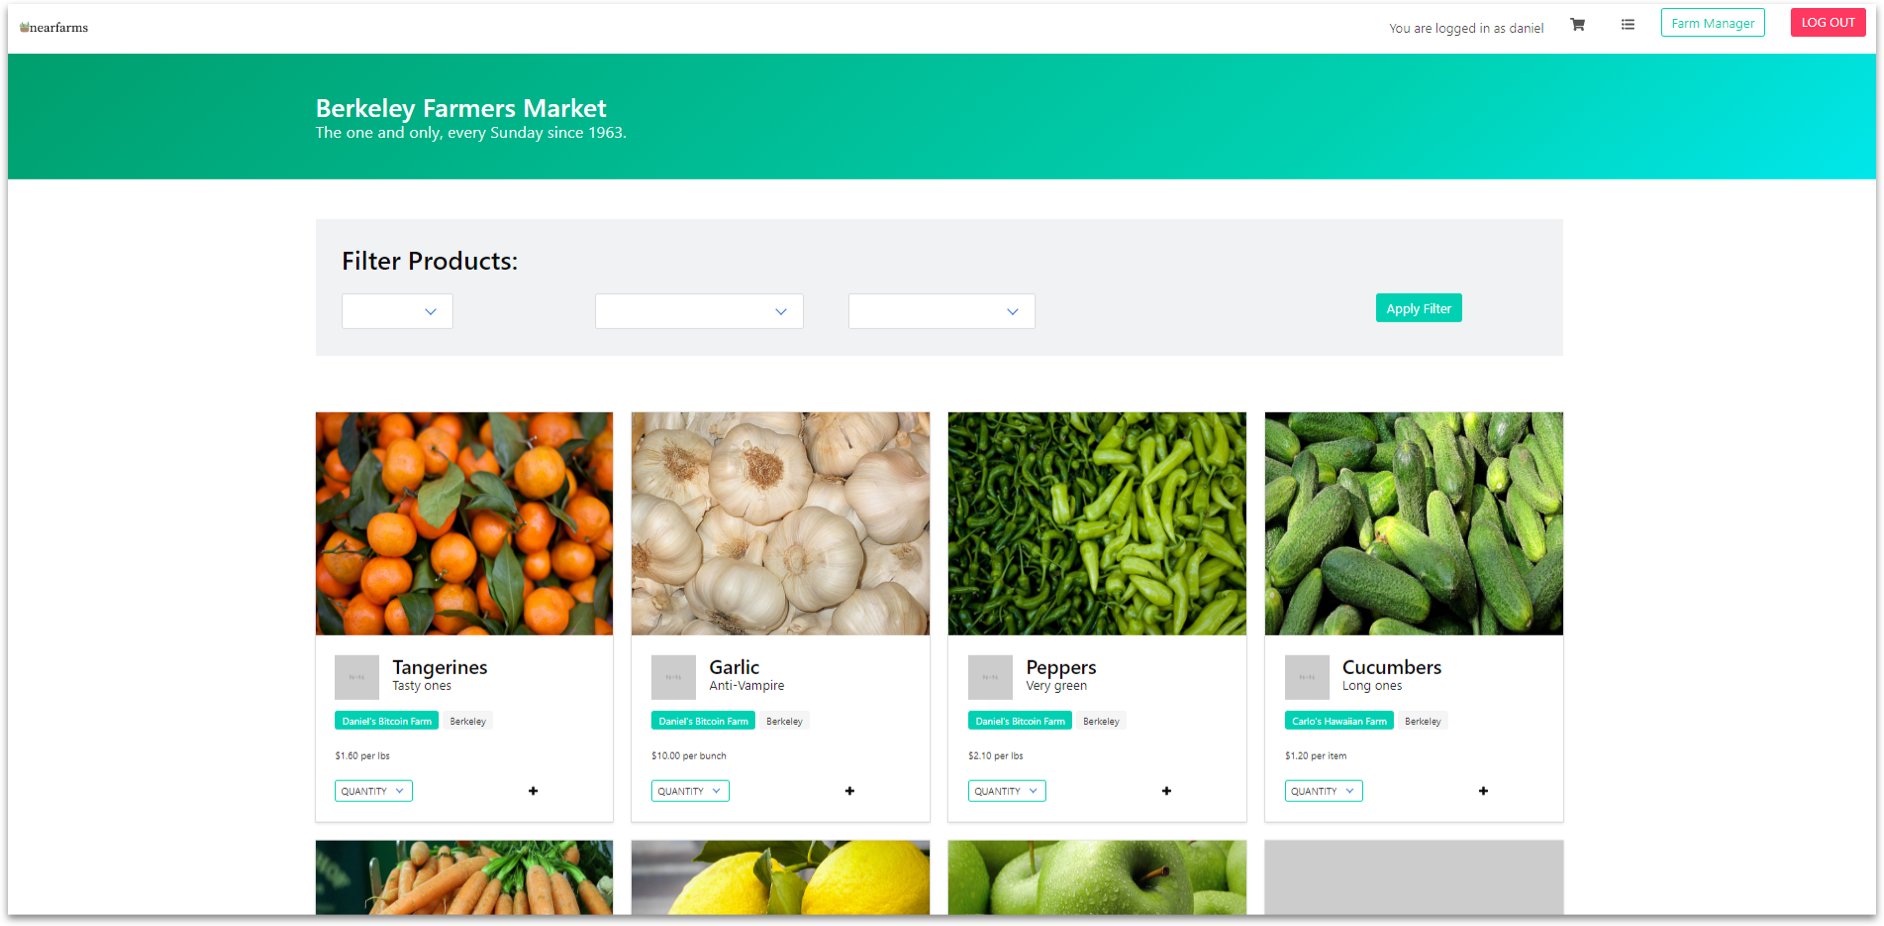 nearfarms
You are logged in as daniel
Farm Manager
LOG OUT
Berkeley Farmers Market
The one and only, every Sunday since 1963.
Filter Products:
Apply Filter
Tangerines
Tasty ones
Daniel's Bitcoin Farm Berkeley
$1.60 per lbs
QUANTITY
Garlic
Anti-Vampire
Daniel's Bitcoin Farm Berkeley
$10.00 per bunch
QUANTITY
Peppers
Very green
Daniel's Bitcoin Farm Berkeley
$2.10 per lbs
QUANTITY
Cucumbers
Long ones
Carlo's Hawaiian Farm Berkeley
$1.20 per item
QUANTITY